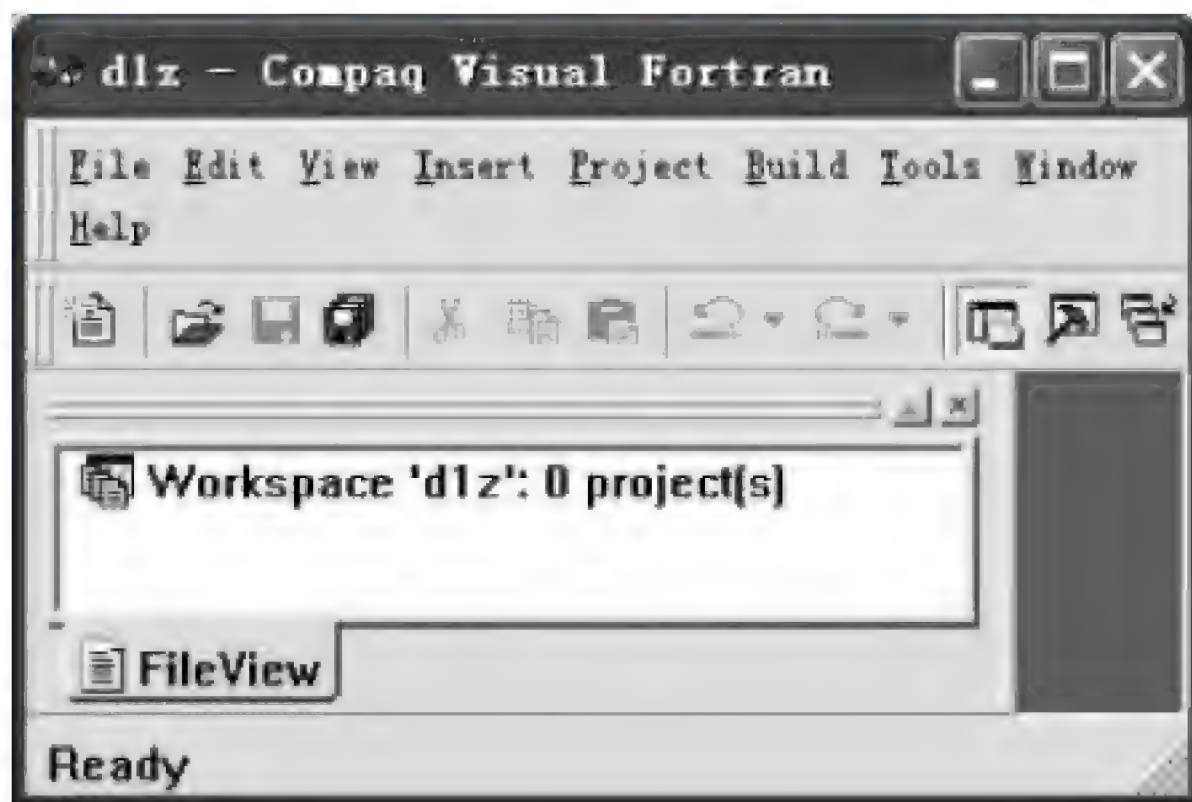 d1z - Compaq Visual Fortran
File Edit View Insert Project Build Tools Window
Help
Workspace 'd1z': 0 project(s)
FileView
Ready